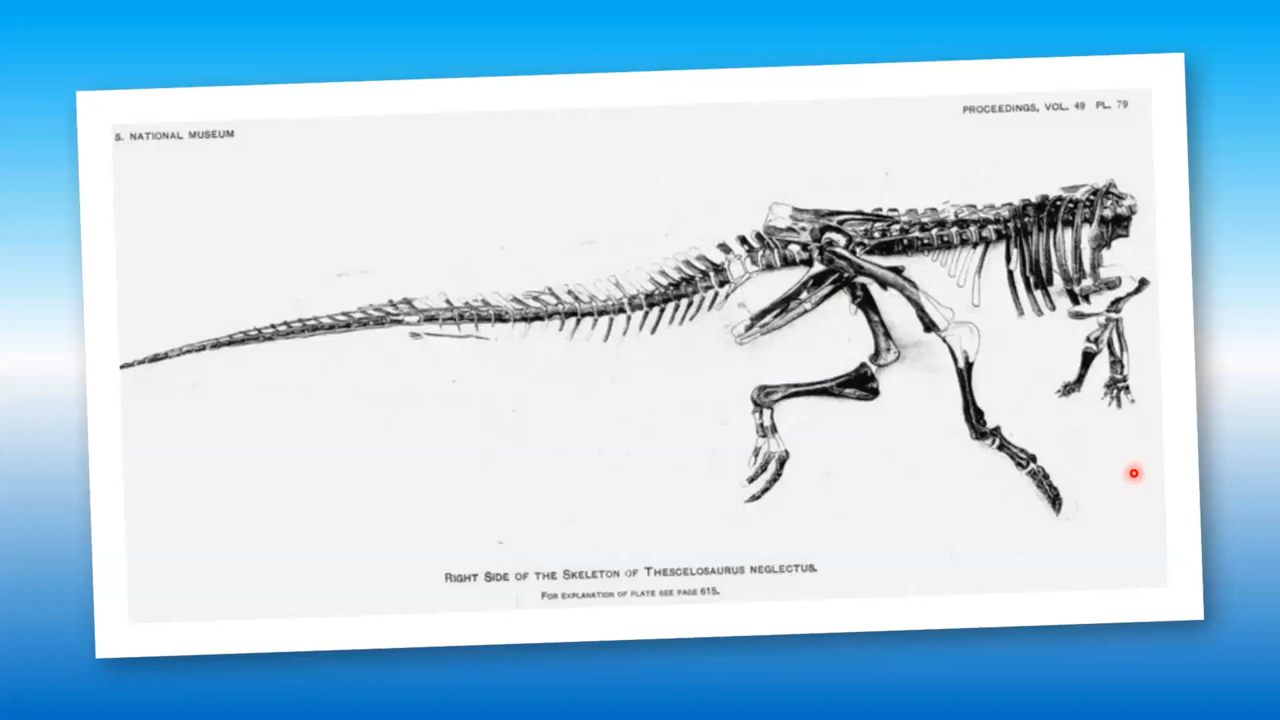 S. NATIONAL MUSEUM
PROCEEDINGS, VOL. 49 PL. 79
RIGHT SIDE OF THE SKELETON OF THESCELOSAURUS NEGLECTUS.
FOR EXPLANATION OF PLATE SEE PAGE 615.